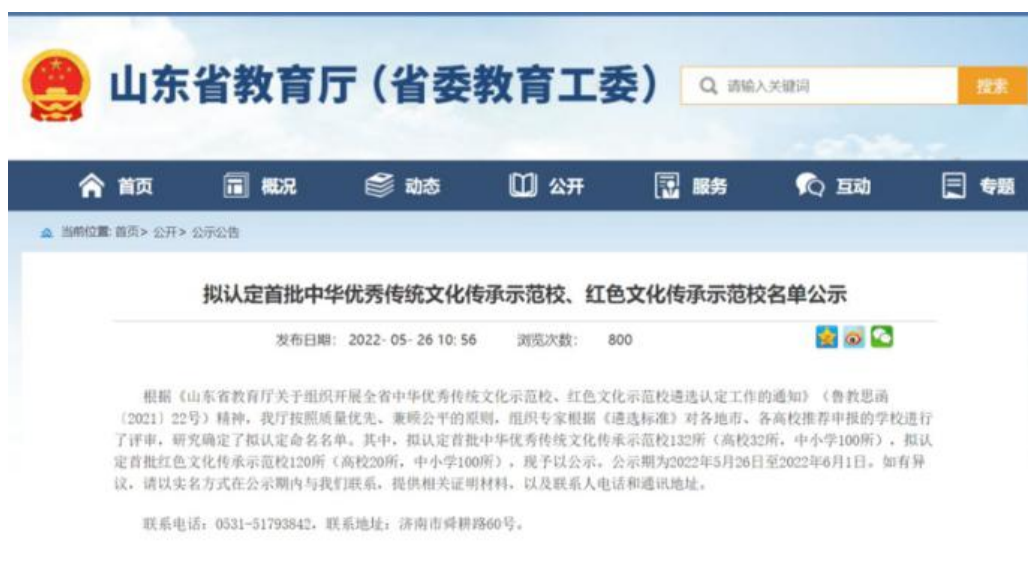 山东省教育厅（省委教育工委）
请输入关键词
搜索
首页 概况 动态 公开 服务 互动 专题
当前位置: 首页> 公开> 公示公告
拟认定首批中华优秀传统文化传承示范校、红色文化传承示范校名单公示
发布日期: 2022-05-26 10:56 浏览次数: 800
根据《山东省教育厅关于组织开展全省中华优秀传统文化示范校、红色文化示范校遴选认定工作的通知》（鲁教思函
〔2021〕22号）精神，我厅按照质量优先、兼顾公平的原则，组织专家根据《遴选标准》对各地市、各高校推荐申报的学校进行
了评审，研究确定了拟认定命名名单。其中，拟认定首批中华优秀传统文化传承示范校132所（高校32所，中小学100所），拟认
定首批红色文化传承示范校120所（高校20所，中小学100所），现予以公示，公示期为2022年5月26日至2022年6月1日。如有异
议，请以实名方式在公示期内与我们联系，提供相关证明材料，以及联系人电话和通讯地址。
联系电话：0531-51793842，联系地址：济南市舜耕路60号。